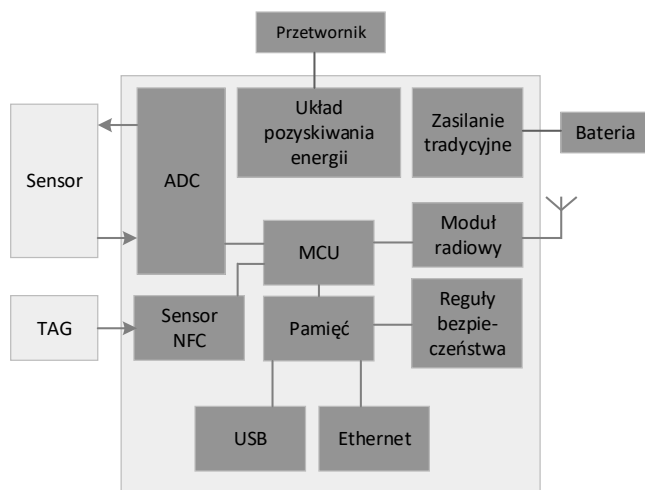 Przetwornik
Układ
pozyskiwania
energii
Zasilanie
tradycyjne
Bateria
Sensor
ADC
MCU
Moduł
radiowy
TAG
Sensor
NFC
Pamięć
Reguły
bezpie-
czeństwa
USB
Ethernet